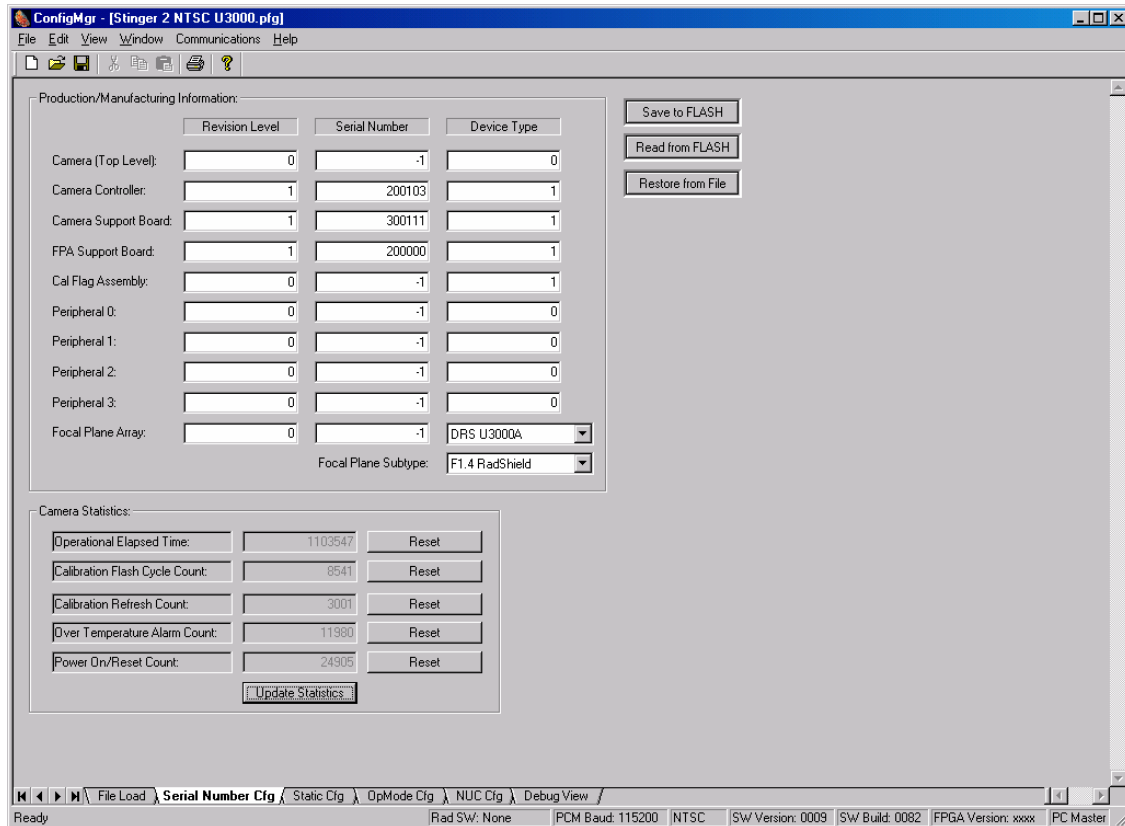 ConfigMgr - [Stinger 2 NTSC U3000.pfg]
File Edit View Window Communications Help
Production/Manufacturing Information:
Revision Level Serial Number Device Type
Camera (Top Level): 0 -1 0
Camera Controller: 1 200103 1
Camera Support Board: 1 300111 1
FPA Support Board: 1 200000 1
Cal Flag Assembly: 0 -1 1
Peripheral 0: 0 -1 0
Peripheral 1: 0 -1 0
Peripheral 2: 0 -1 0
Peripheral 3: 0 -1 0
Focal Plane Array: 0 -1 DRS U3000A
Focal Plane Subtype: F1.4 RadShield
Save to FLASH
Read from FLASH
Restore from File
Camera Statistics:
Operational Elapsed Time: 1103547 Reset
Calibration Flash Cycle Count: 8541 Reset
Calibration Refresh Count: 3001 Reset
Over Temperature Alarm Count: 11980 Reset
Power On/Reset Count: 24905 Reset
Update Statistics
File Load Serial Number Cfg Static Cfg OpMode Cfg NUC Cfg Debug View
Ready Rad SW: None PCM Baud: 115200 NTSC SW Version: 0009 SW Build: 0082 FPGA Version: xxxx PC Master